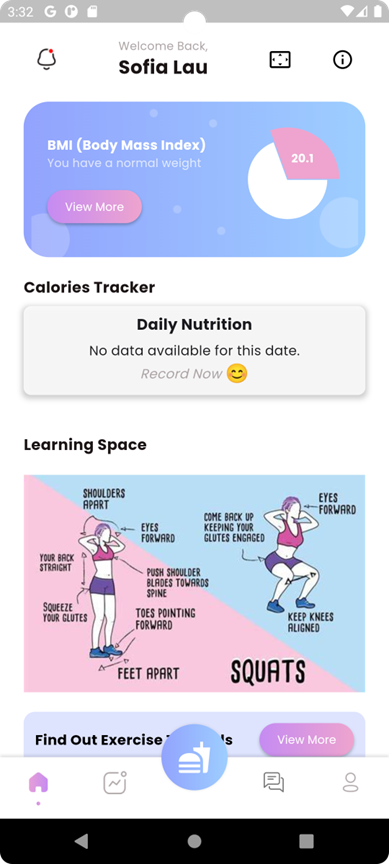 3:32
Welcome Back,
Sofia Lau
BMI (Body Mass Index)
You have a normal weight
20.1
View More
Calories Tracker
Daily Nutrition
No data available for this date.
Record Now 😊
Learning Space
SHOULDERS
APART
EYES
FORWARD
YOUR BACK
STRAIGHT
PUSH SHOULDER
BLADES TOWARDS
SPINE
SQUEEZE
YOUR GLUTES
TOES POINTING
FORWARD
FEET APART
EYES
FORWARD
COME BACK UP
KEEPING YOUR
GLUTES ENGAGED
KEEP KNEES
ALIGNED
SQUATS
Find Out Exercise
View More